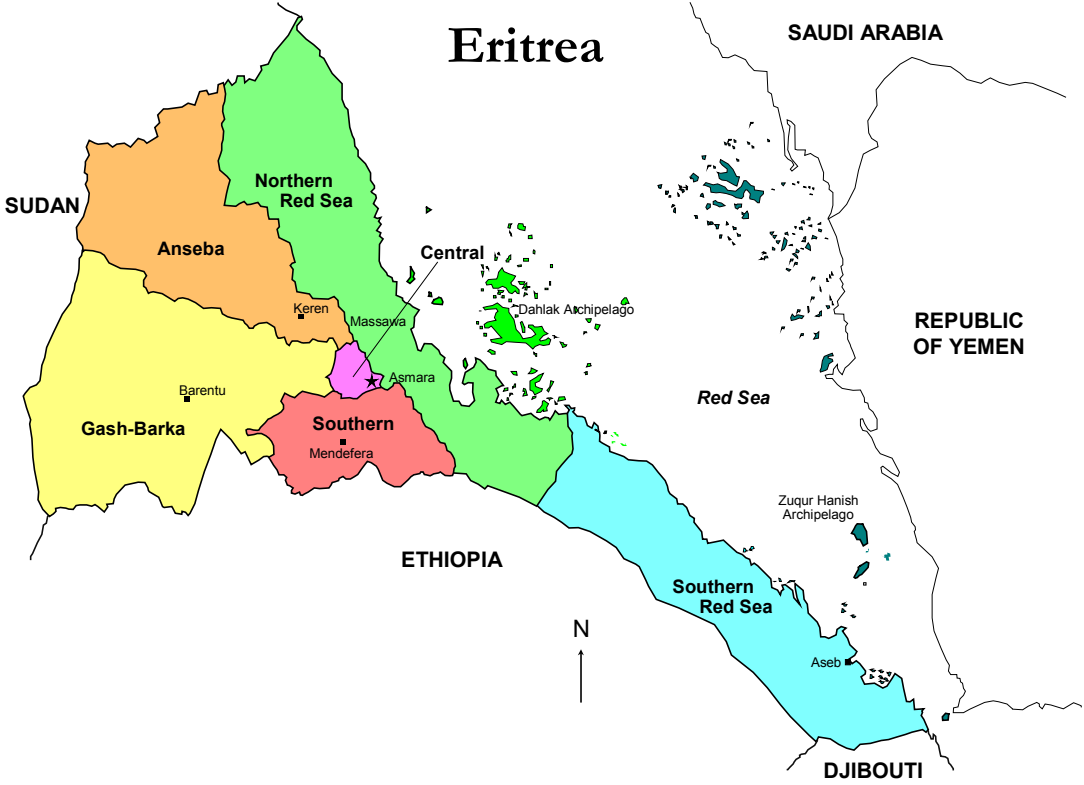 Eritrea
SAUDI ARABIA
Northern
Red Sea
SUDAN
Anseba
Central
Keren
Massawa
Dahlak Archipelago
REPUBLIC
OF YEMEN
Asmara
Barentu
Red Sea
Gash-Barka
Southern
Mendefera
Zuqur Hanish
Archipelago
ETHIOPIA
Southern
Red Sea
N
Aseb
DJIBOUTI